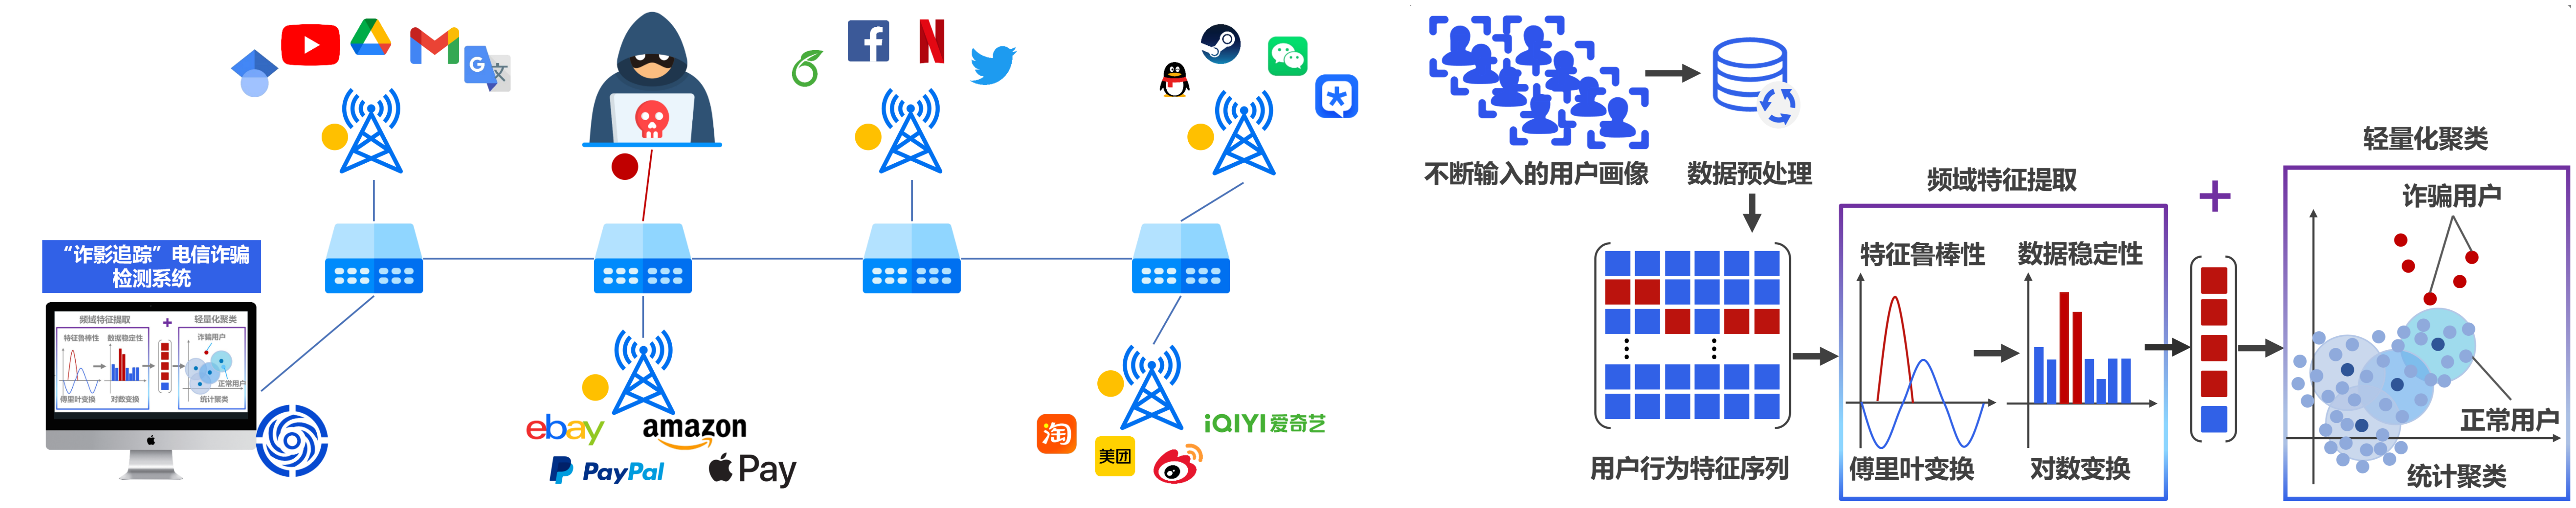 G 文
f
N
"诈影追踪"电信诈骗
检测系统
频域特征提取
+
轻量化聚类
特征鲁棒性
数据稳定性
诈骗用户
正常用户
傅里叶变换
对数变换
统计聚类
ebay
amazon
PayPal
Pay
淘
美团
iQIYI 爱奇艺
不断输入的用户画像
数据预处理
用户行为特征序列
频域特征提取
特征鲁棒性
数据稳定性
傅里叶变换
对数变换
+
轻量化聚类
诈骗用户
正常用户
统计聚类